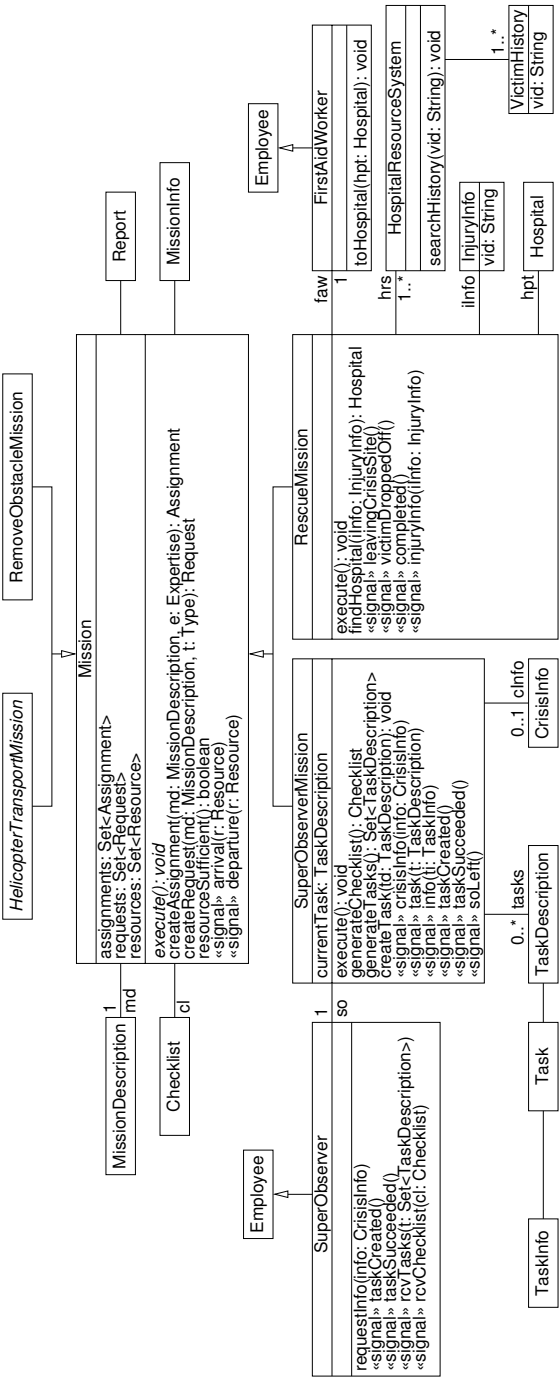 HelicopterTransportMission
RemoveObstacleMission
Mission
assignments: Set<Assignment>
requests: Set<Request>
resources: Set<Resource>
execute(): void
createAssignment(md: MissionDescription, e: Expertise): Assignment
createRequest(md: MissionDescription, t: Type): Request
resourceSufficient(): boolean
«signal» arrival(r: Resource)
«signal» departure(r: Resource)
MissionDescription
1
md
Checklist
cl
Report
MissionInfo
Employee
SuperObserver
requestInfo(info: CrisisInfo)
«signal» taskCreated()
«signal» taskSucceeded()
«signal» rcvTasks(t: Set<TaskDescription>)
«signal» rcvChecklist(cl: Checklist)
1
so
SuperObserverMission
currentTask: TaskDescription
execute(): void
generateChecklist(): Checklist
generateTasks(): Set<TaskDescription>
createTask(td: TaskDescription): void
«signal» crisisInfo(info: CrisisInfo)
«signal» task(t: TaskDescription)
«signal» info(ti: TaskInfo)
«signal» taskCreated()
«signal» taskSucceeded()
«signal» soLeft()
0..* tasks
0..1 cInfo
TaskInfo
Task
TaskDescription
CrisisInfo
RescueMission
execute(): void
findHospital(iInfo: InjuryInfo): Hospital
«signal» leavingCrisisSite()
«signal» victimDroppedOff()
«signal» completed()
«signal» injuryInfo(iInfo: InjuryInfo)
Employee
faw
1
FirstAidWorker
toHospital(hpt: Hospital): void
hrs
1..*
HospitalResourceSystem
searchHistory(vid: String): void
iInfo
InjuryInfo
vid: String
hpt
Hospital
1..*
VictimHistory
vid: String